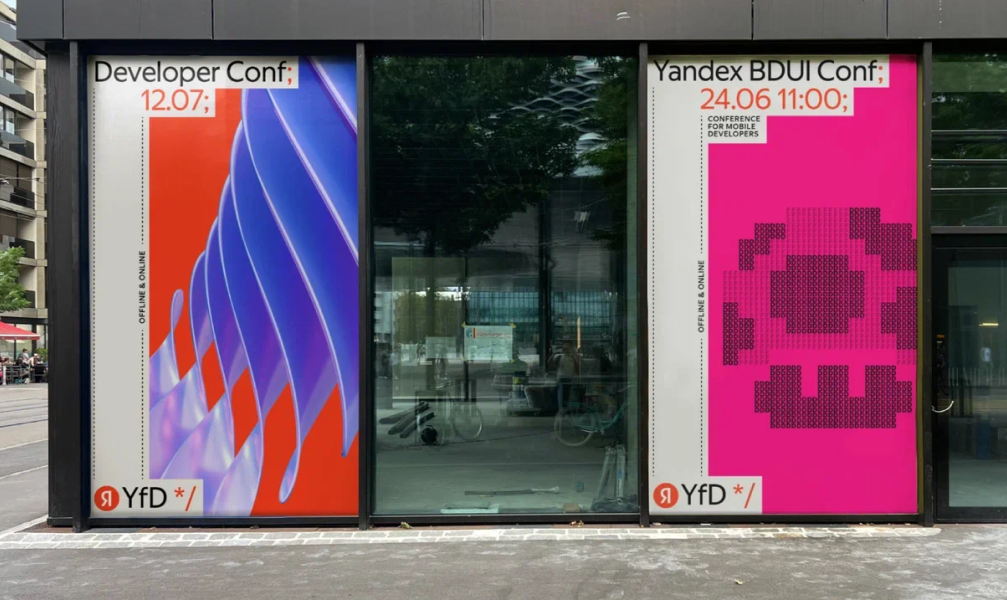 Developer Conf;
12.07;
OFFLINE & ONLINE
Я YfD */
Yandex BDUI Conf;
24.06 11:00;
CONFERENCE
FOR MOBILE
DEVELOPERS
OFFLINE & ONLINE
Я YfD */